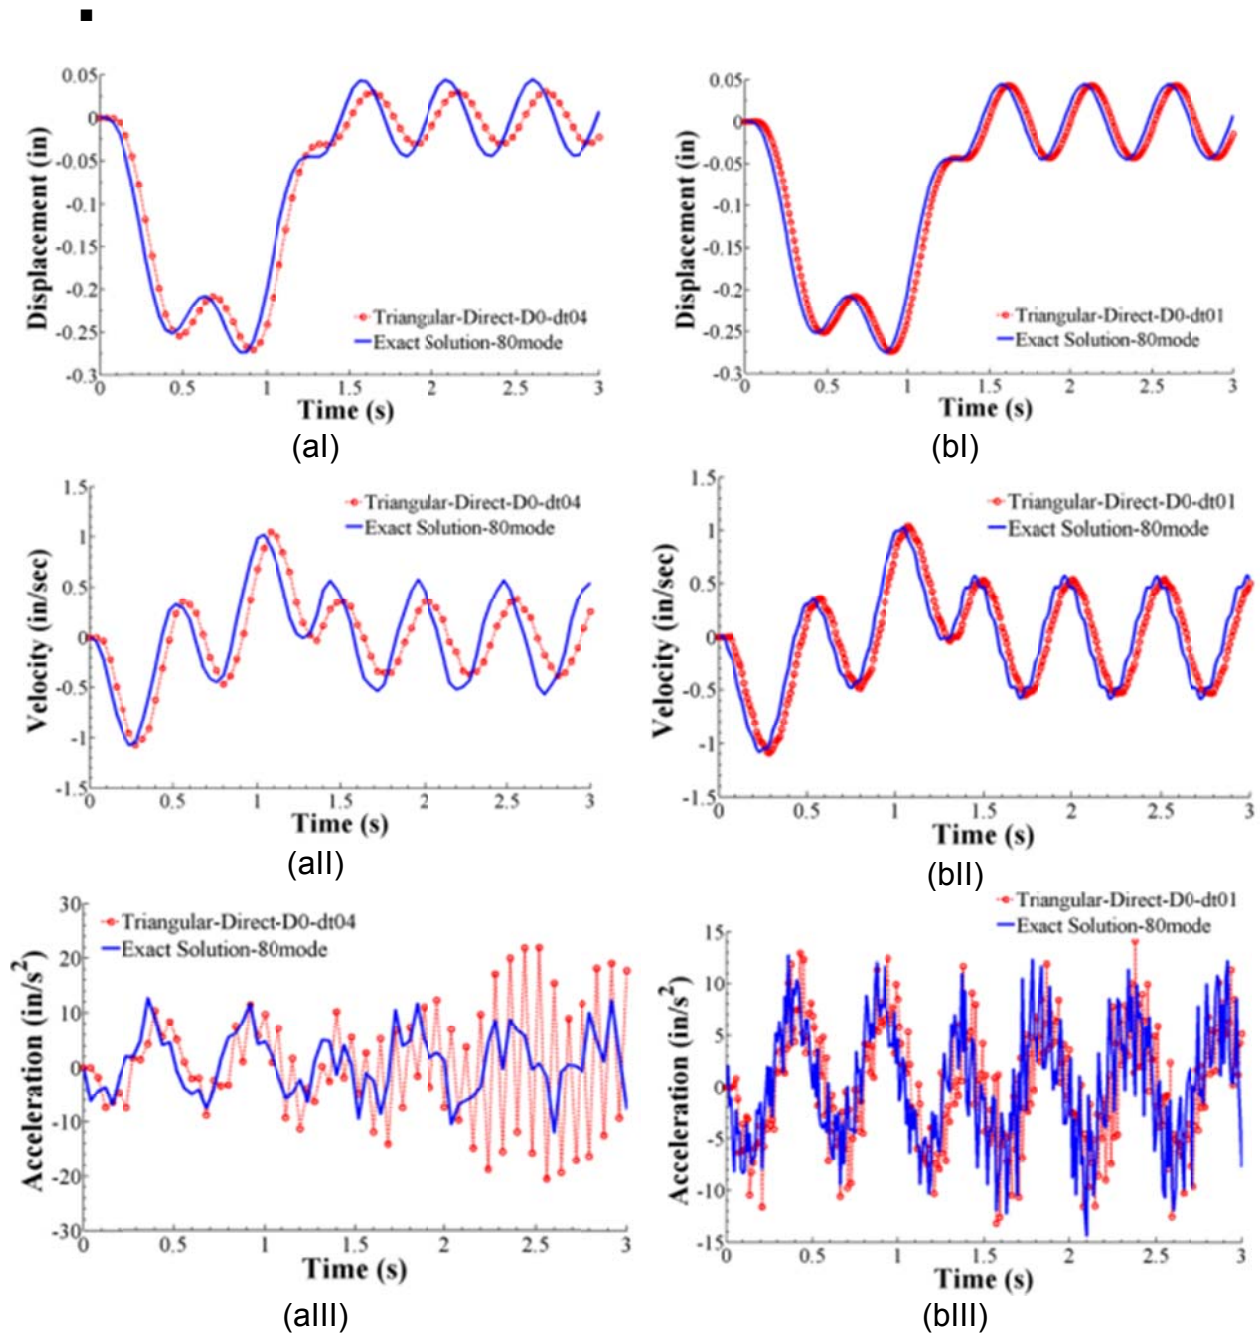 0.05
0
-0.05
-0.1
-0.15
-0.2
-0.25
-0.3
Displacement (in)
Triangular-Direct-D0-dt04
Exact Solution-80mode
0 0.5 1 1.5 2 2.5 3
Time (s)
(aI)
0.05
0
-0.05
-0.1
-0.15
-0.2
-0.25
-0.3
Displacement (in)
Triangular-Direct-D0-dt01
Exact Solution-80mode
0 0.5 1 1.5 2 2.5 3
Time (s)
(bI)
1.5
1
0.5
0
-0.5
-1
-1.5
Velocity (in/sec)
Triangular-Direct-D0-dt04
Exact Solution-80mode
0 0.5 1 1.5 2 2.5 3
Time (s)
(aII)
1.5
1
0.5
0
-0.5
-1
-1.5
Velocity (in/sec)
Triangular-Direct-D0-dt01
Exact Solution-80mode
0 0.5 1 1.5 2 2.5 3
Time (s)
(bII)
30
20
10
0
-10
-20
-30
Acceleration (in/s²)
Triangular-Direct-D0-dt04
Exact Solution-80mode
0 0.5 1 1.5 2 2.5 3
Time (s)
(aIII)
15
10
5
0
-5
-10
-15
Acceleration (in/s²)
Triangular-Direct-D0-dt01
Exact Solution-80mode
0 0.5 1 1.5 2 2.5 3
Time (s)
(bIII)